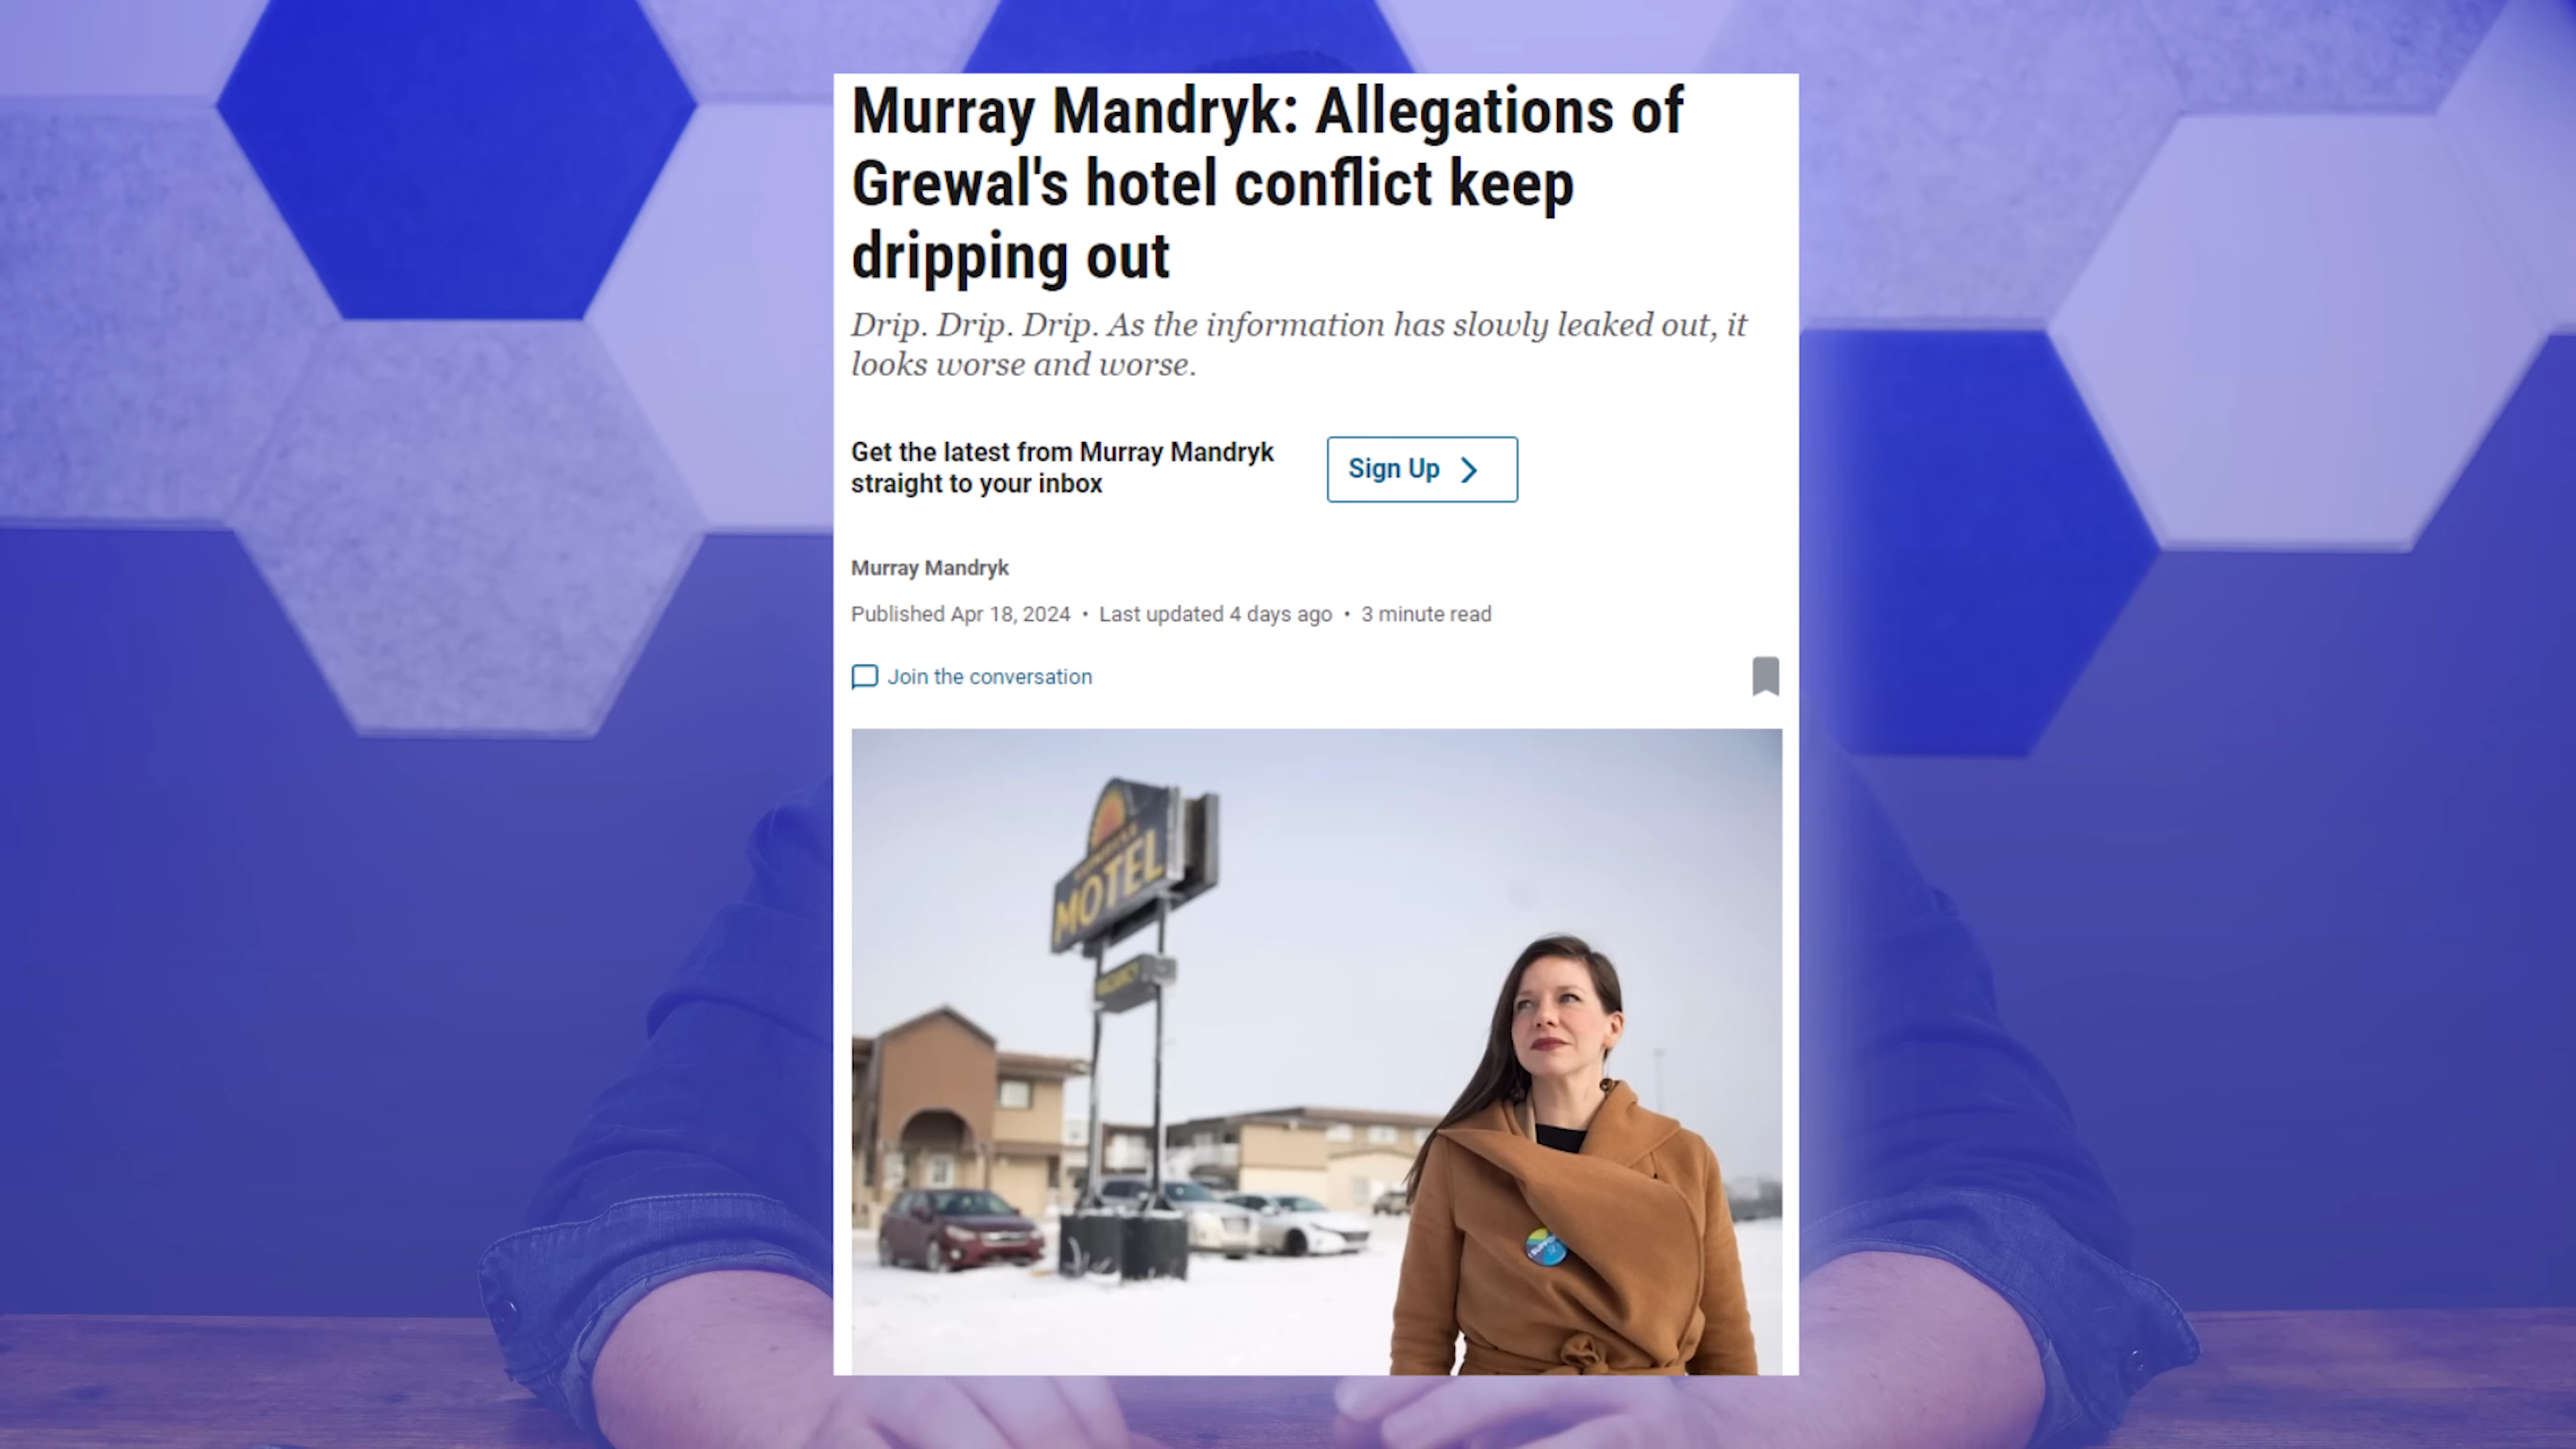 Murray Mandryk: Allegations of
Grewal's hotel conflict keep
dripping out
Drip. Drip. Drip. As the information has slowly leaked out, it
looks worse and worse.
Get the latest from Murray Mandryk
straight to your inbox
Sign Up
Murray Mandryk
Published Apr 18, 2024 • Last updated 4 days ago • 3 minute read
Join the conversation
MOTEL
VACANCY